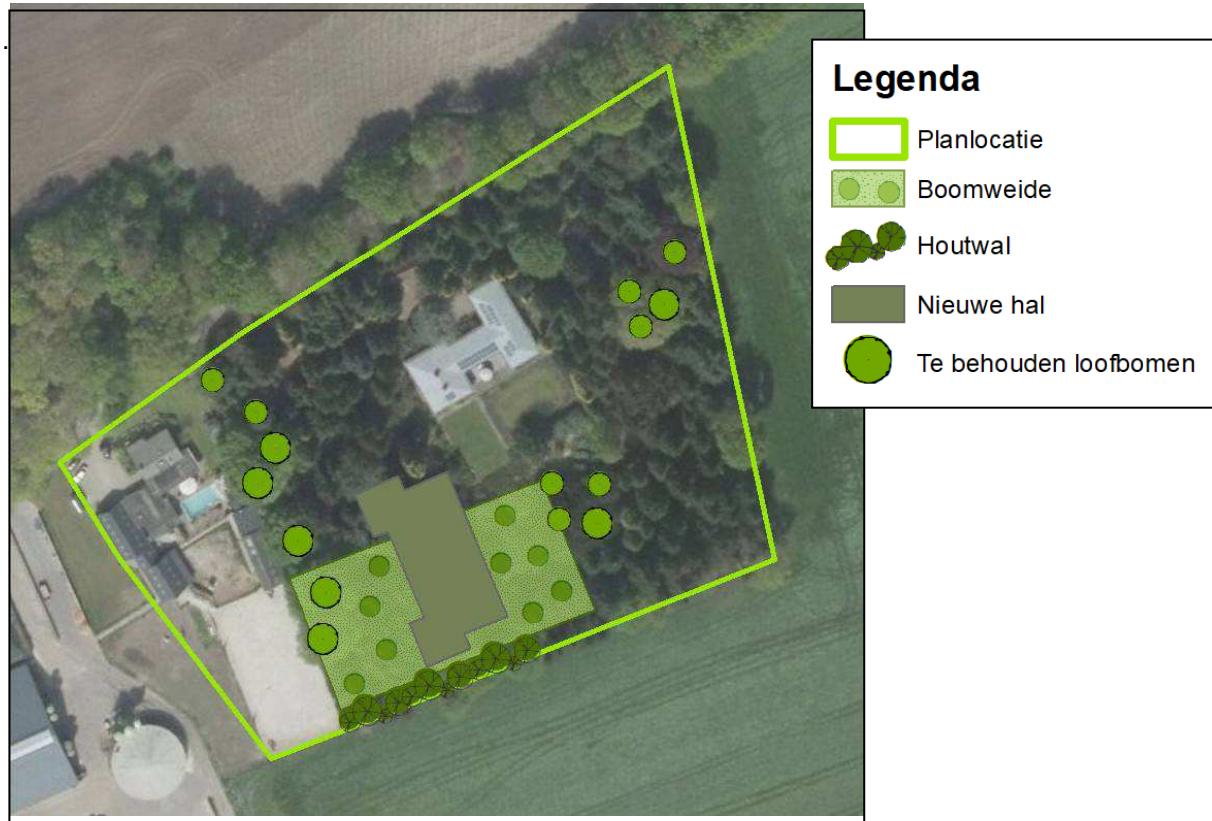 Legenda
Planlocatie
Boomweide
Houtwal
Nieuwe hal
Te behouden loofbomen